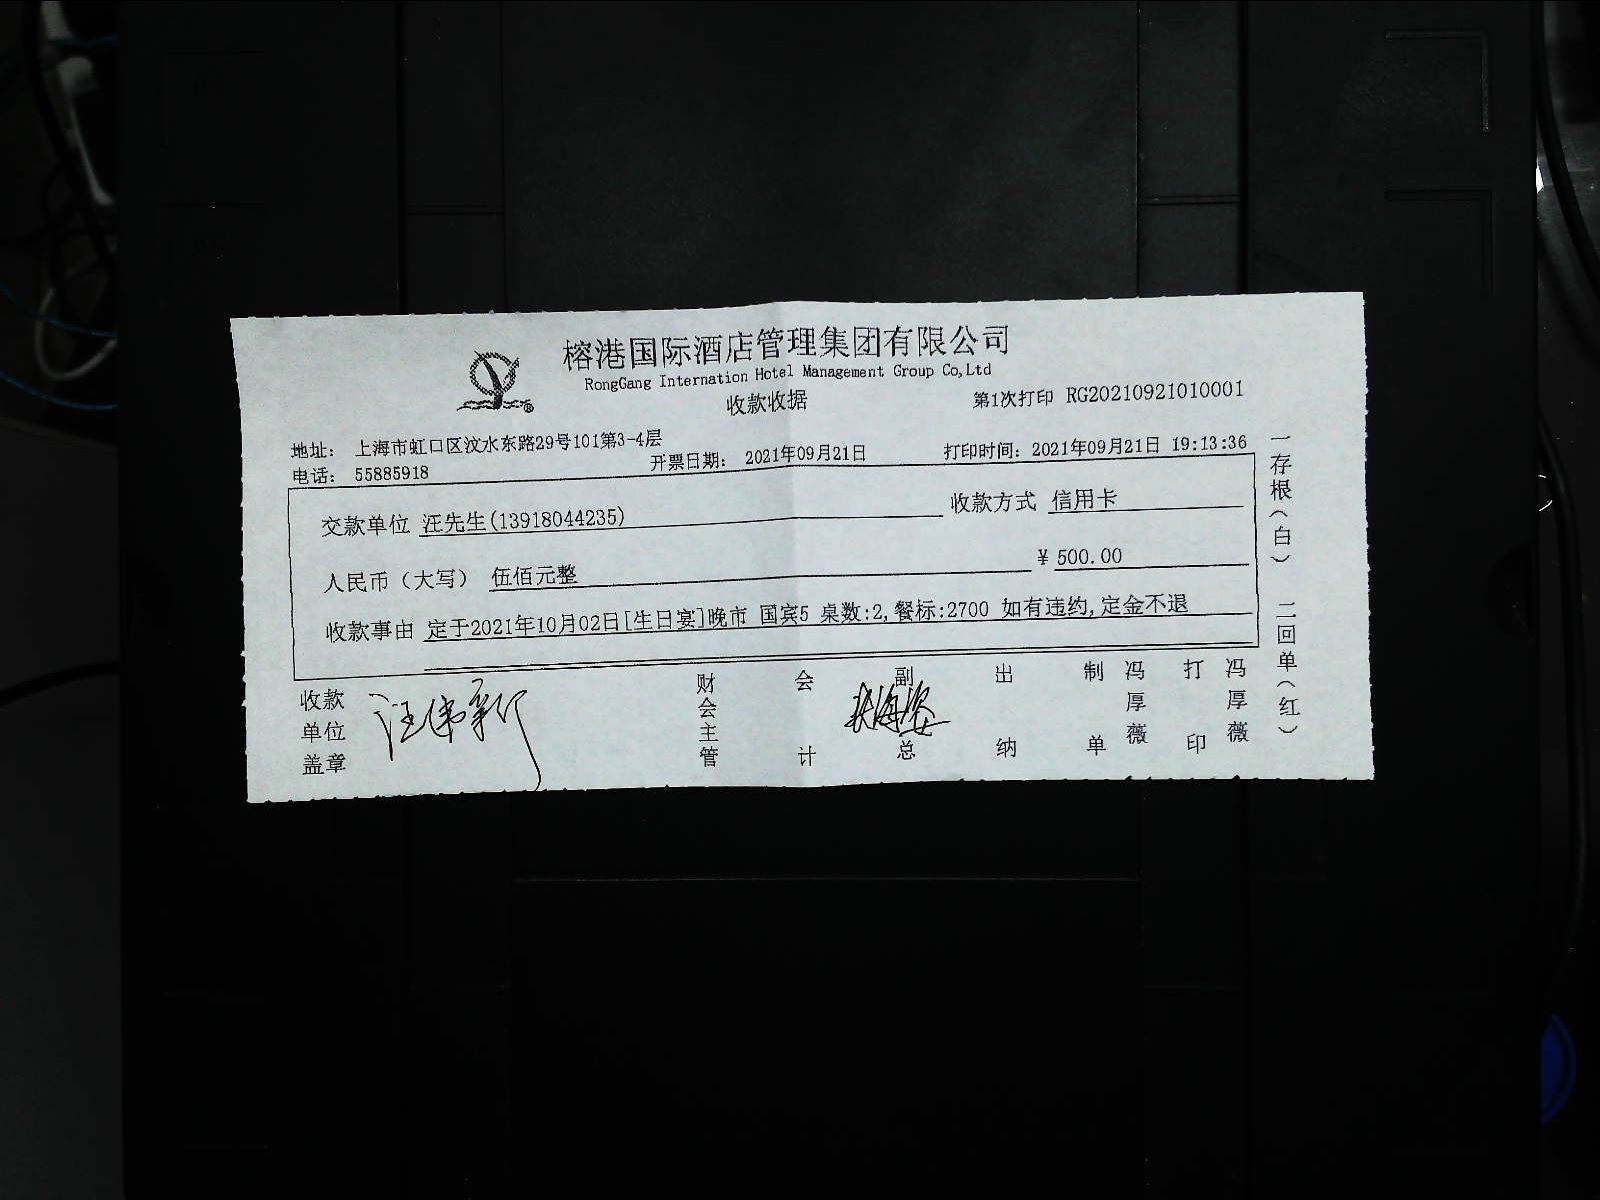 榕港国际酒店管理集团有限公司
RongGang Internation Hotel Management Group Co,Ltd
收款收据
第1次打印 RG20210921010001
地址： 上海市虹口区汶水东路29号101第3-4层
电话： 55885918
开票日期： 2021年09月21日
打印时间：2021年09月21日 19:13:36
交款单位 汪先生(13918044235)
收款方式 信用卡
人民币（大写） 伍佰元整
¥ 500.00
收款事由 定于2021年10月02日[生日宴]晚市 国宾5 桌数:2,餐标:2700 如有违约,定金不退
收款单位盖章
财会主管
会计
副总
出纳
制单 冯厚薇
打印 冯厚薇
一存根（白） 二回单（红）